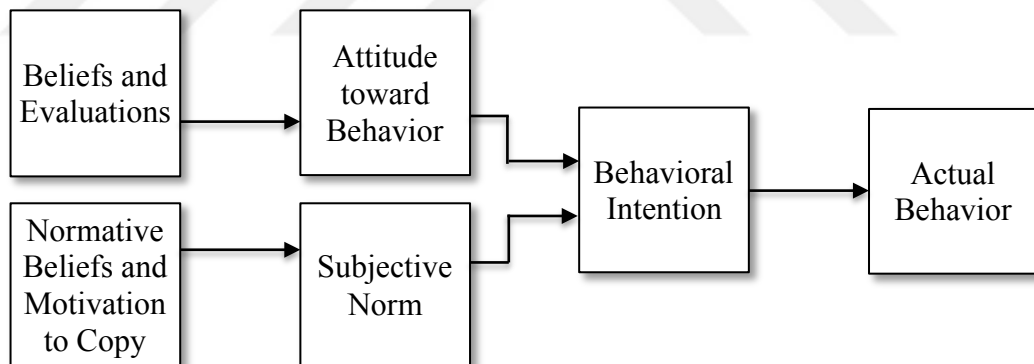 Beliefs and
Evaluations
Attitude
toward
Behavior
Normative
Beliefs and
Motivation
to Copy
Subjective
Norm
Behavioral
Intention
Actual
Behavior